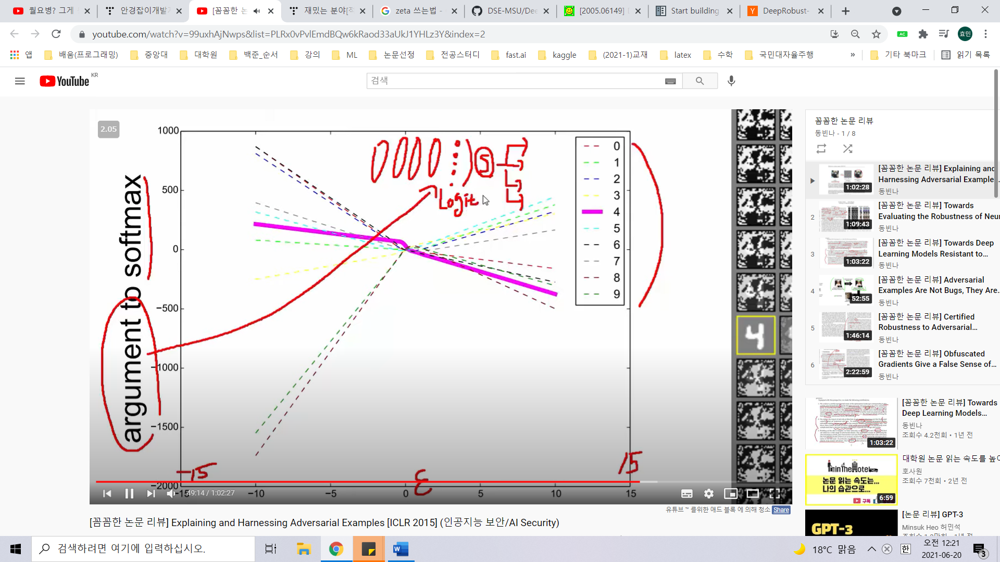 월요병? 그게
안경잡이개발
[꼼꼼한 논
재밌는 분야[적
zeta 쓰는법 -
DSE-MSU/Dee
[2005.06149]
Start building
DeepRobust-
youtube.com/watch?v=99uxhAjNwps&list=PLRx0vPvlEmdBQw6kRaod33aUkJ1YHLz3Y&index=2
AC
효민
앱
배움(프로그래밍)
중앙대
대학원
백준_순서
강의
ML
논문선정
전공스터디
fast.ai
kaggle
(2021-1)교재
latex
수학
국민대자율주행
»
기타 북마크
읽기 목록
YouTube KR
검색
2.05
argument to softmax
1000
500
0
−500
−1000
−1500
−2000
−15
−10
−5
0
5
10
15
0
1
2
3
4
5
6
7
8
9
S
Logit
-15
ε
15
4
49:14 / 1:02:27
유튜브 ™ 를위한 애드 블록 에 의해 청소 Share
[꼼꼼한 논문 리뷰] Explaining and Harnessing Adversarial Examples [ICLR 2015] (인공지능 보안/AI Security)
꼼꼼한 논문 리뷰
동빈나 - 1 / 8
1:02:28
[꼼꼼한 논문 리뷰] Explaining and
Harnessing Adversarial Example...
동빈나
2
1:09:43
[꼼꼼한 논문 리뷰] Towards
Evaluating the Robustness of Neu
동빈나
3
1:03:22
[꼼꼼한 논문 리뷰] Towards Deep
Learning Models Resistant to...
동빈나
4
52:55
[꼼꼼한 논문 리뷰] Adversarial
Examples Are Not Bugs, They Are...
동빈나
5
1:46:14
[꼼꼼한 논문 리뷰] Certified
Robustness to Adversarial...
동빈나
6
2:22:59
[꼼꼼한 논문 리뷰] Obfuscated
Gradients Give a False Sense of...
동빈나
1:03:22
[꼼꼼한 논문 리뷰] Towards
Deep Learning Models...
동빈나
조회수 4.2천회 • 1년 전
minTheHotel
논문 읽는 속도는...
나의 습관으로...
구독
6:59
대학원 논문 읽는 속도를 높이
호사원
조회수 7천회 • 2년 전
GPT-3
[논문 리뷰] GPT-3
Minsuk Heo 허민석
검색하려면 여기에 입력하십시오.
18°C 맑음
한
오전 12:21
2021-06-20
3